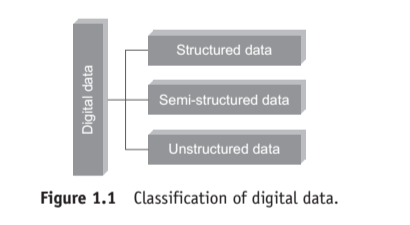 Digital data
Structured data
Semi-structured data
Unstructured data
Figure 1.1 Classification of digital data.